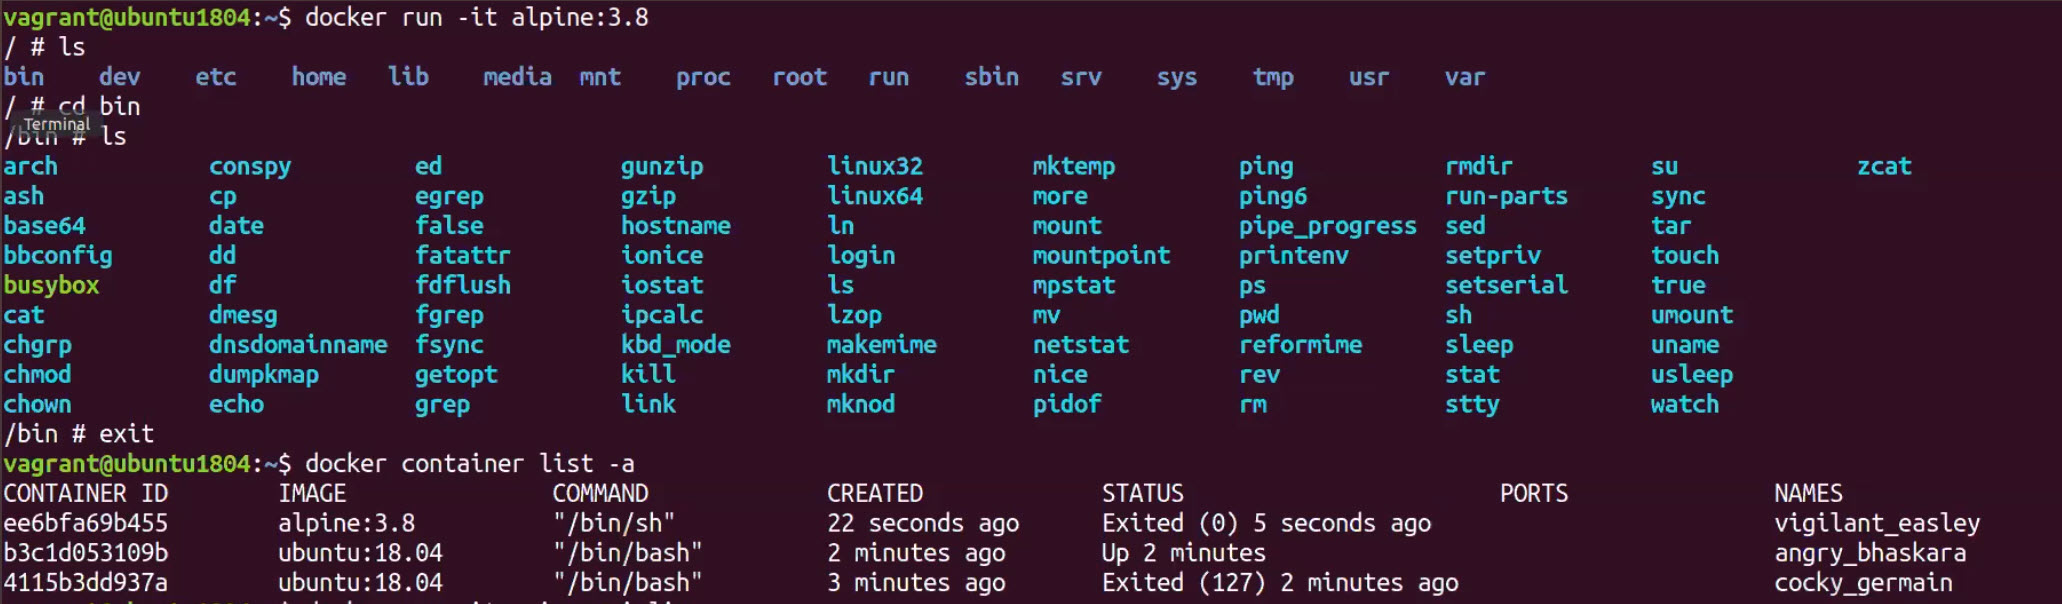 vagrant@ubuntu1804:~$ docker run -it alpine:3.8
/ # ls
bin dev etc home lib media mnt proc root run sbin srv sys tmp usr var
/ # cd bin
Terminal
/bin # ls
arch conspy ed gunzip linux32 mktemp ping rmdir su zcat
ash cp egrep gzip linux64 more ping6 run-parts sync
base64 date false hostname ln mount pipe_progress sed tar
bbconfig dd fatattr ionice login mountpoint printenv setpriv touch
busybox df fdflush iostat ls mpstat ps setserial true
cat dmesg fgrep ipcalc lzop mv pwd sh umount
chgrp dnsdomainname fsync kbd_mode makemime netstat reformime sleep uname
chmod dumpkmap getopt kill mkdir nice rev stat usleep
chown echo grep link mknod pidof rm stty watch
/bin # exit
vagrant@ubuntu1804:~$ docker container list -a
CONTAINER ID IMAGE COMMAND CREATED STATUS PORTS NAMES
ee6bfa69b455 alpine:3.8 "/bin/sh" 22 seconds ago Exited (0) 5 seconds ago vigilant_easley
b3c1d053109b ubuntu:18.04 "/bin/bash" 2 minutes ago Up 2 minutes angry_bhaskara
4115b3dd937a ubuntu:18.04 "/bin/bash" 3 minutes ago Exited (127) 2 minutes ago cocky_germain